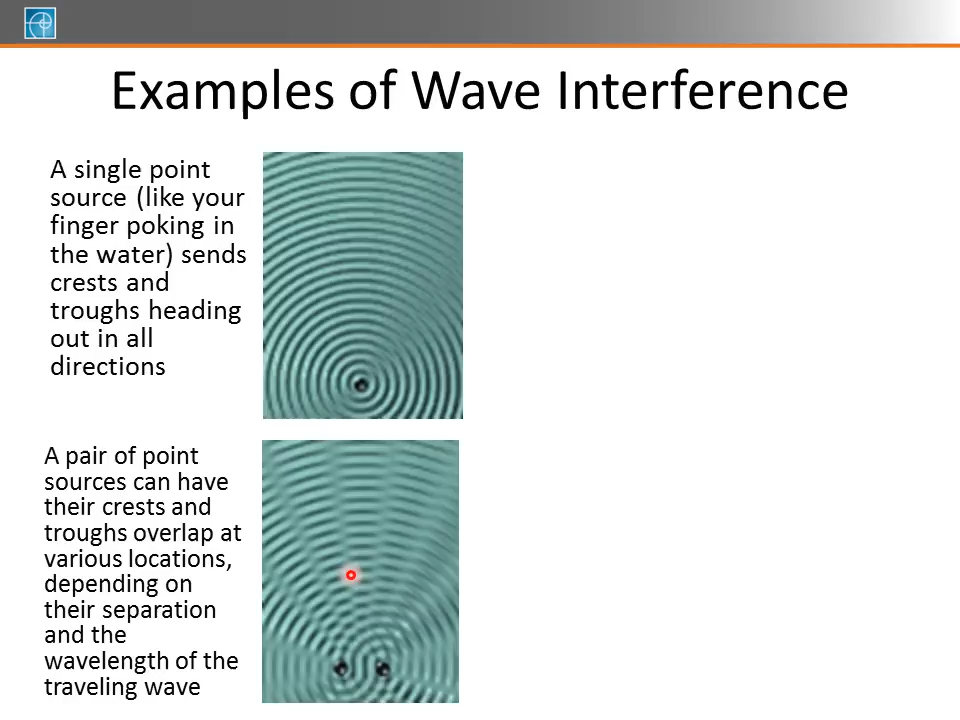 Examples of Wave Interference
A single point
source (like your
finger poking in
the water) sends
crests and
troughs heading
out in all
directions
A pair of point
sources can have
their crests and
troughs overlap at
various locations,
depending on
their separation
and the
wavelength of the
traveling wave